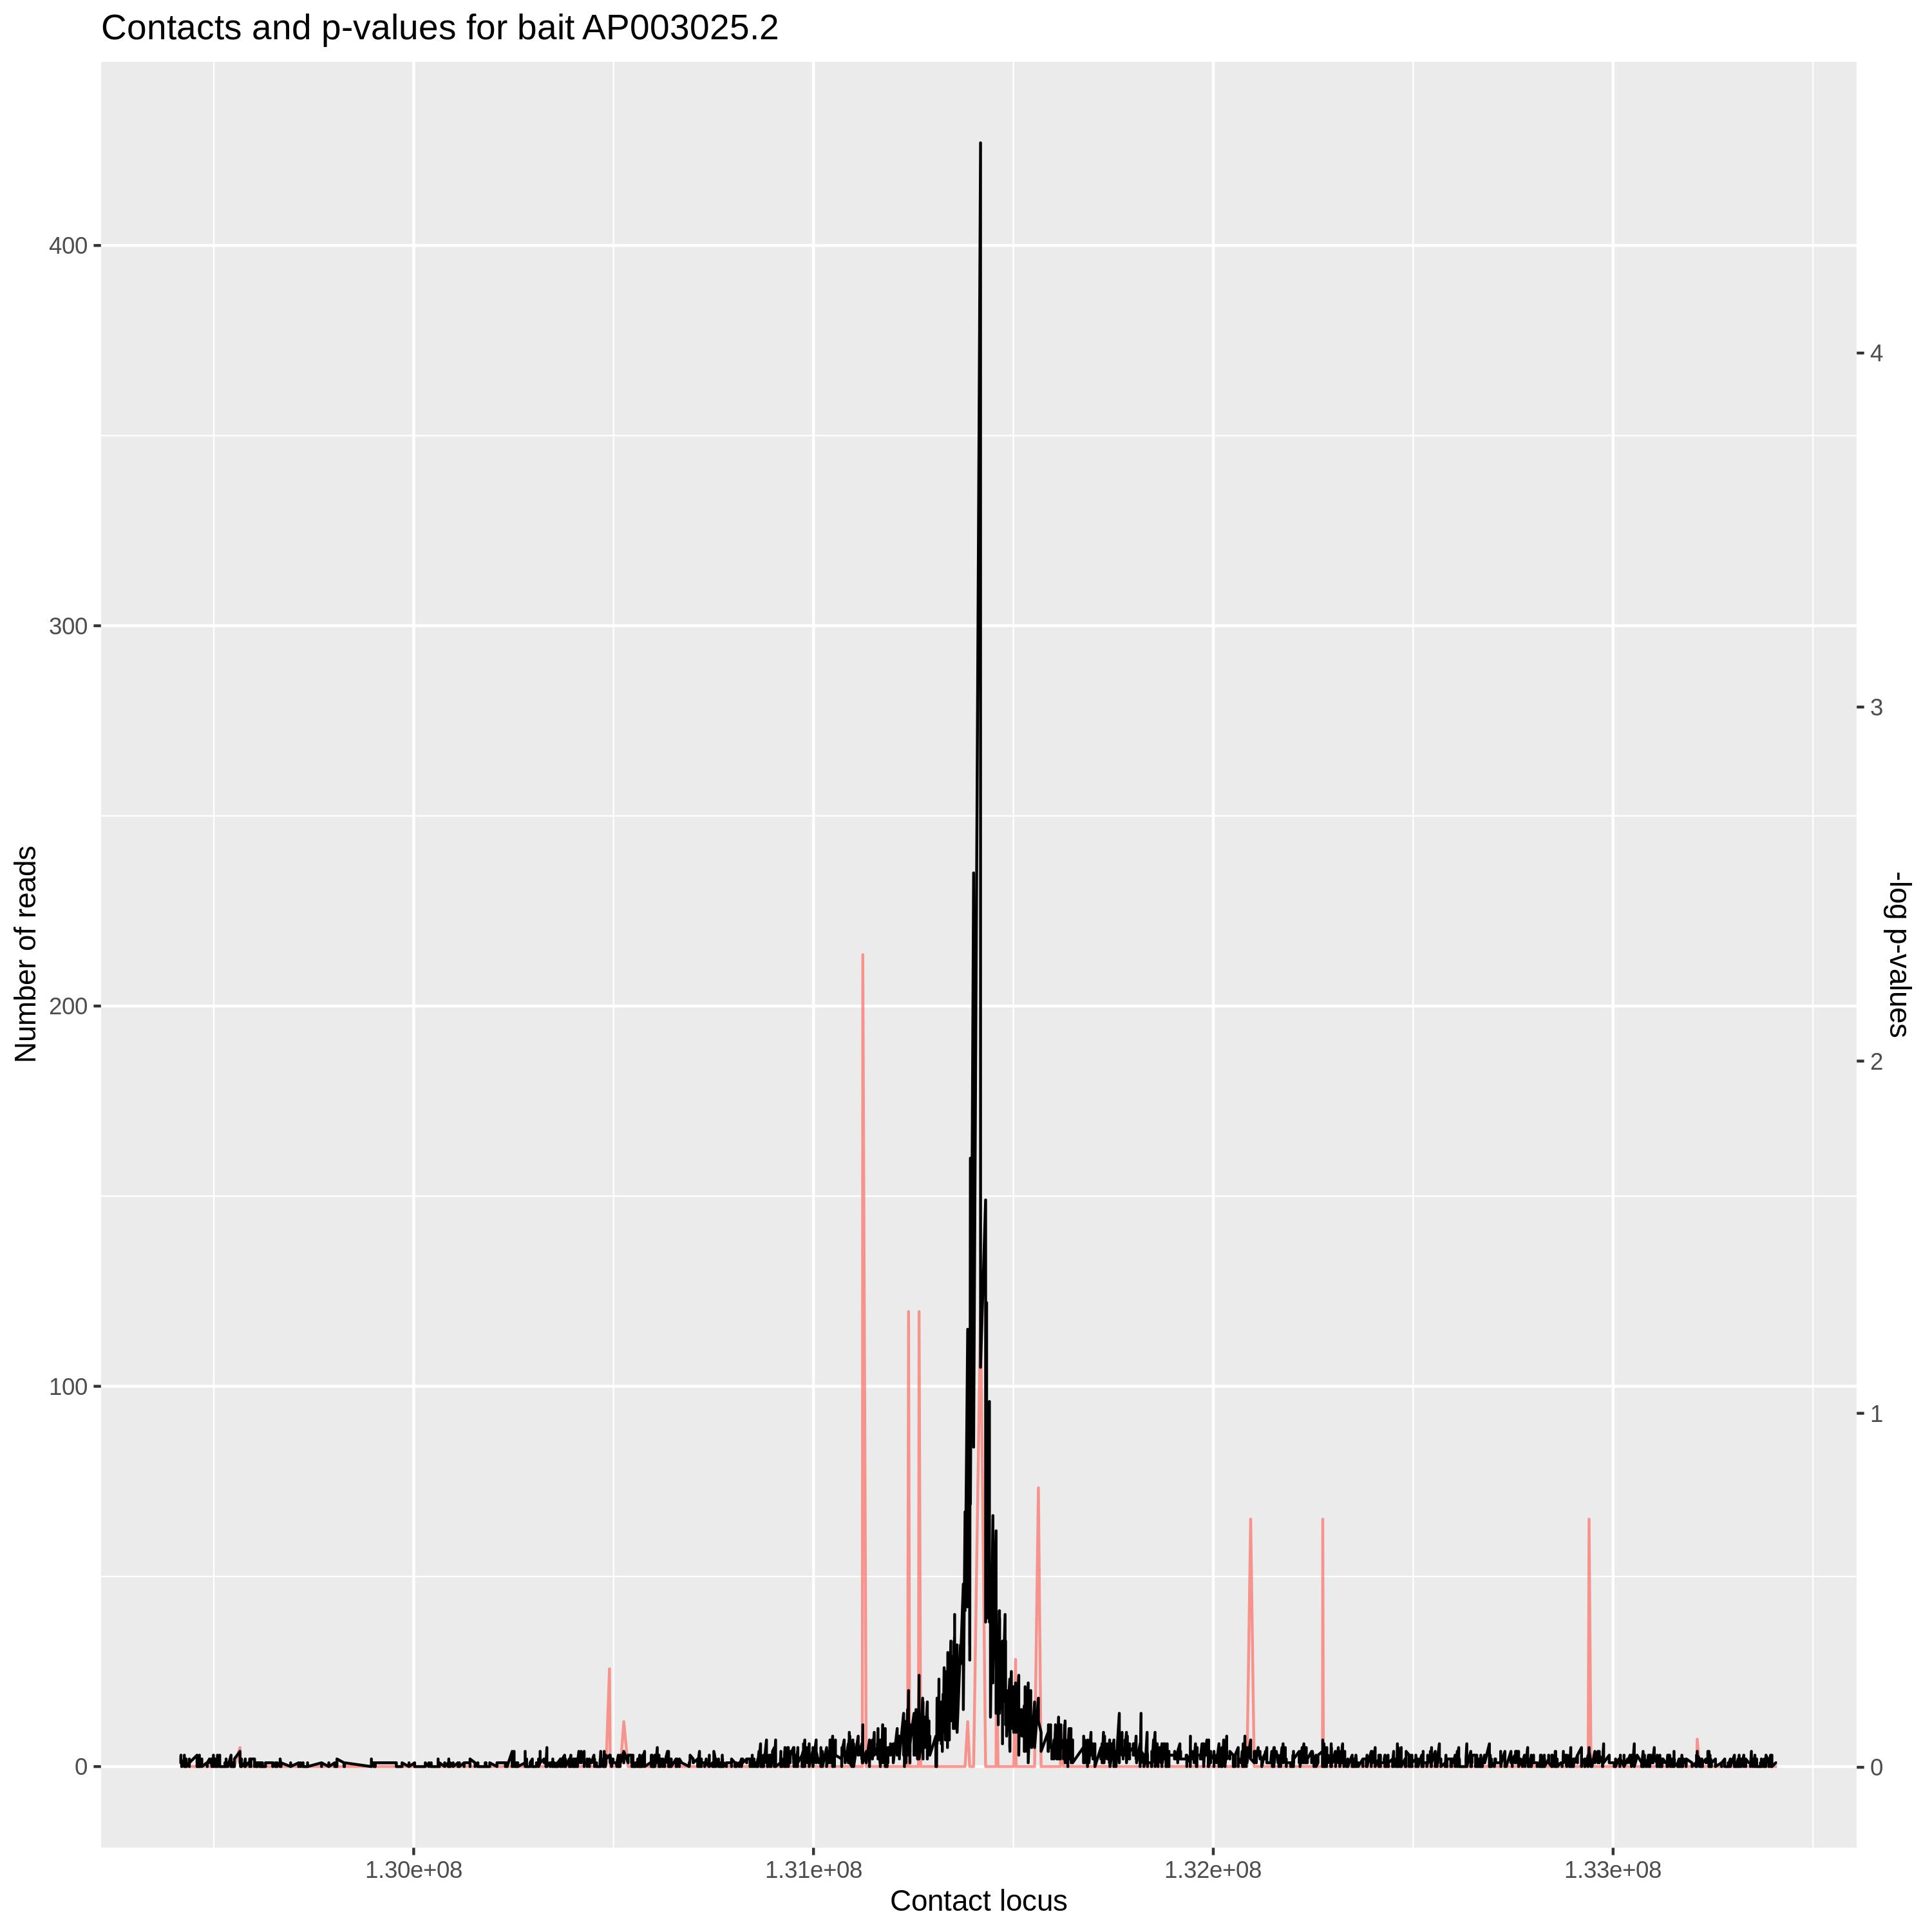 Contacts and p-values for bait AP003025.2
400
300
200
100
0
Number of reads
4
3
2
1
0
-log p-values
1.30e+08
1.31e+08
1.32e+08
1.33e+08
Contact locus